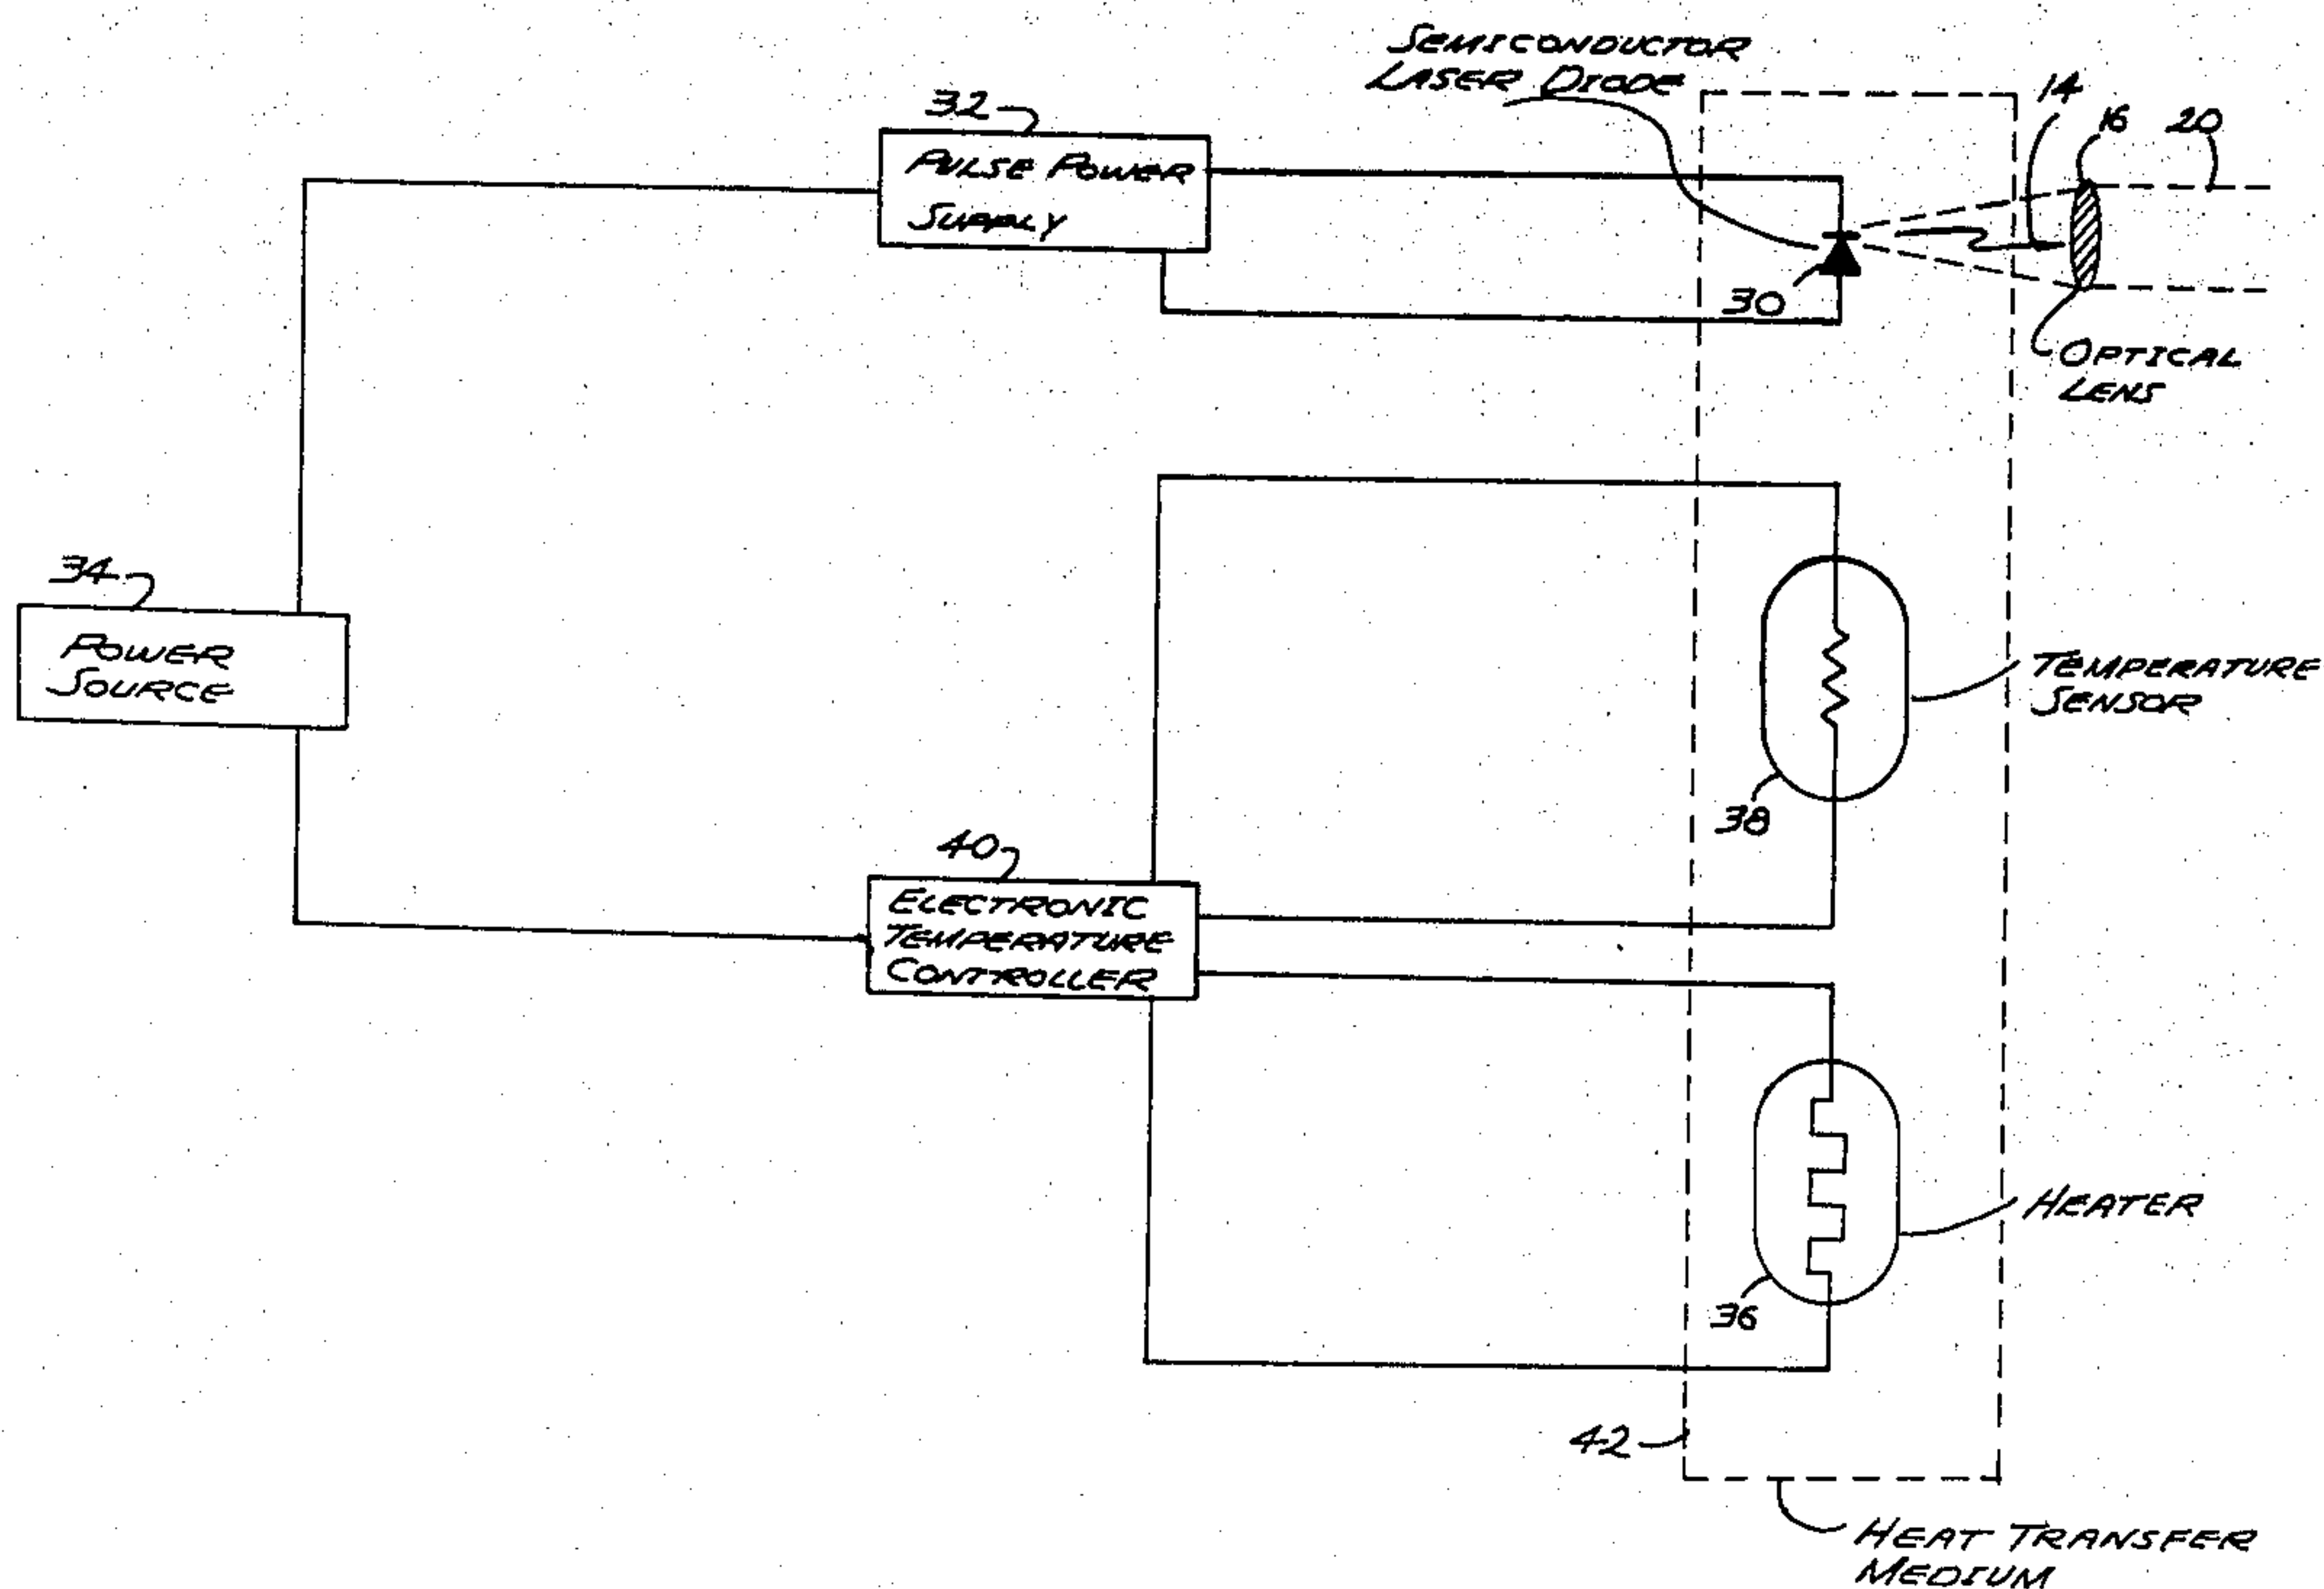 SEMICONDUCTOR
LASER DIODE
14
16
20
32
PULSE POWER
SUPPLY
30
OPTICAL
LENS
34
POWER
SOURCE
TEMPERATURE
SENSOR
38
40
ELECTRONIC
TEMPERATURE
CONTROLLER
HEATER
36
42
HEAT TRANSFER
MEDIUM